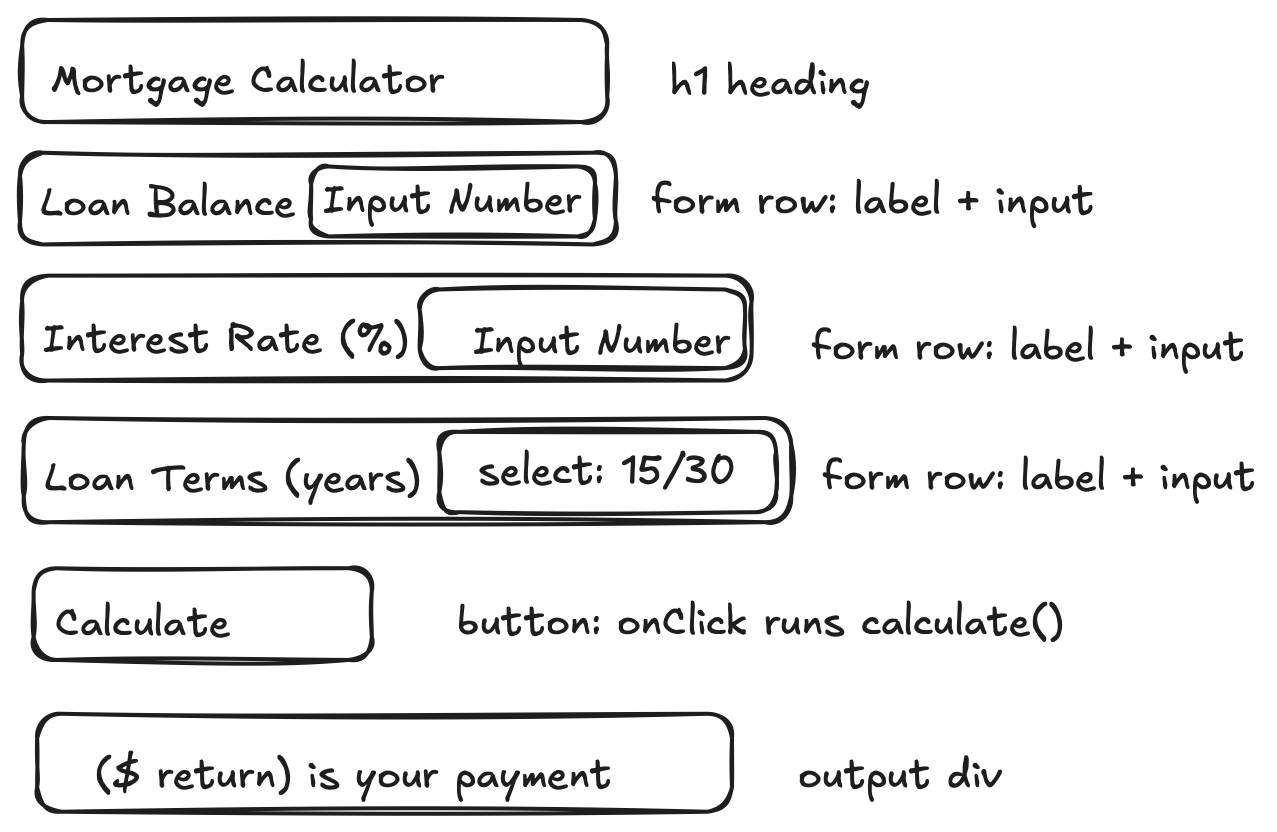 Mortgage Calculator h1 heading
Loan Balance Input Number form row: label + input
Interest Rate (%) Input Number form row: label + input
Loan Terms (years) select: 15/30 form row: label + input
Calculate button: onClick runs calculate()
($ return) is your payment output div